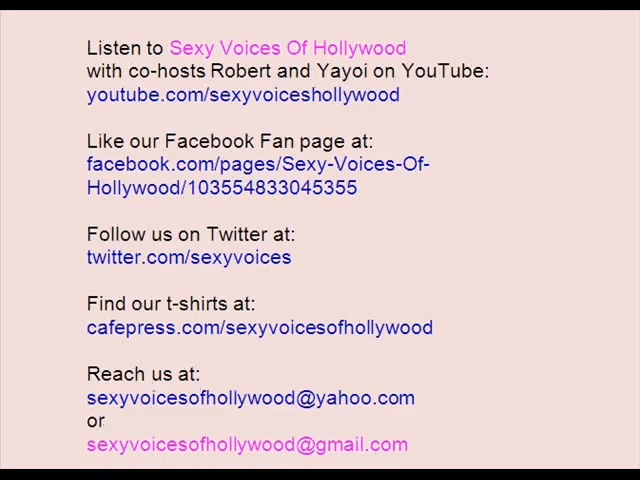 Listen to Sexy Voices Of Hollywood
with co-hosts Robert and Yayoi on YouTube:
youtube.com/sexyvoiceshollywood
Like our Facebook Fan page at:
facebook.com/pages/Sexy-Voices-Of-
Hollywood/103554833045355
Follow us on Twitter at:
twitter.com/sexyvoices
Find our t-shirts at:
cafepress.com/sexyvoicesofhollywood
Reach us at:
sexyvoicesofhollywood@yahoo.com
or
sexyvoicesofhollywood@gmail.com